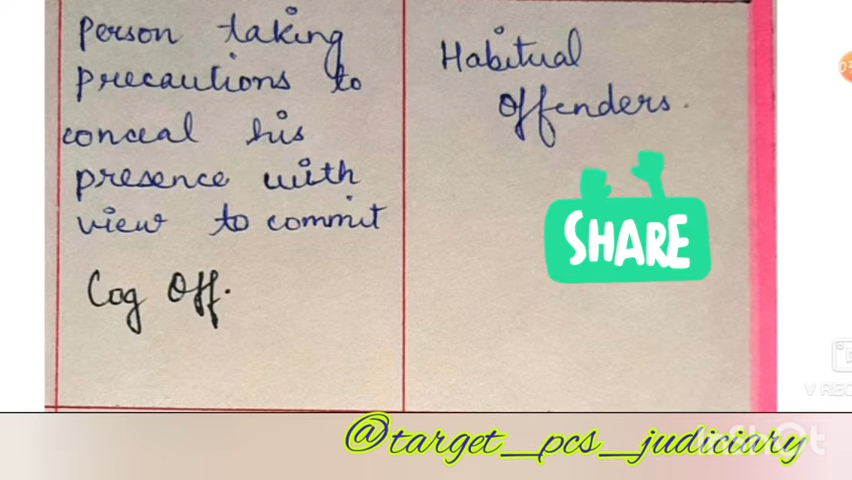 Person taking
precautions to
conceal his
presence with
view to commit
Cog Off.
Habitual
Offenders.
SHARE
@target_pcs_judiciary